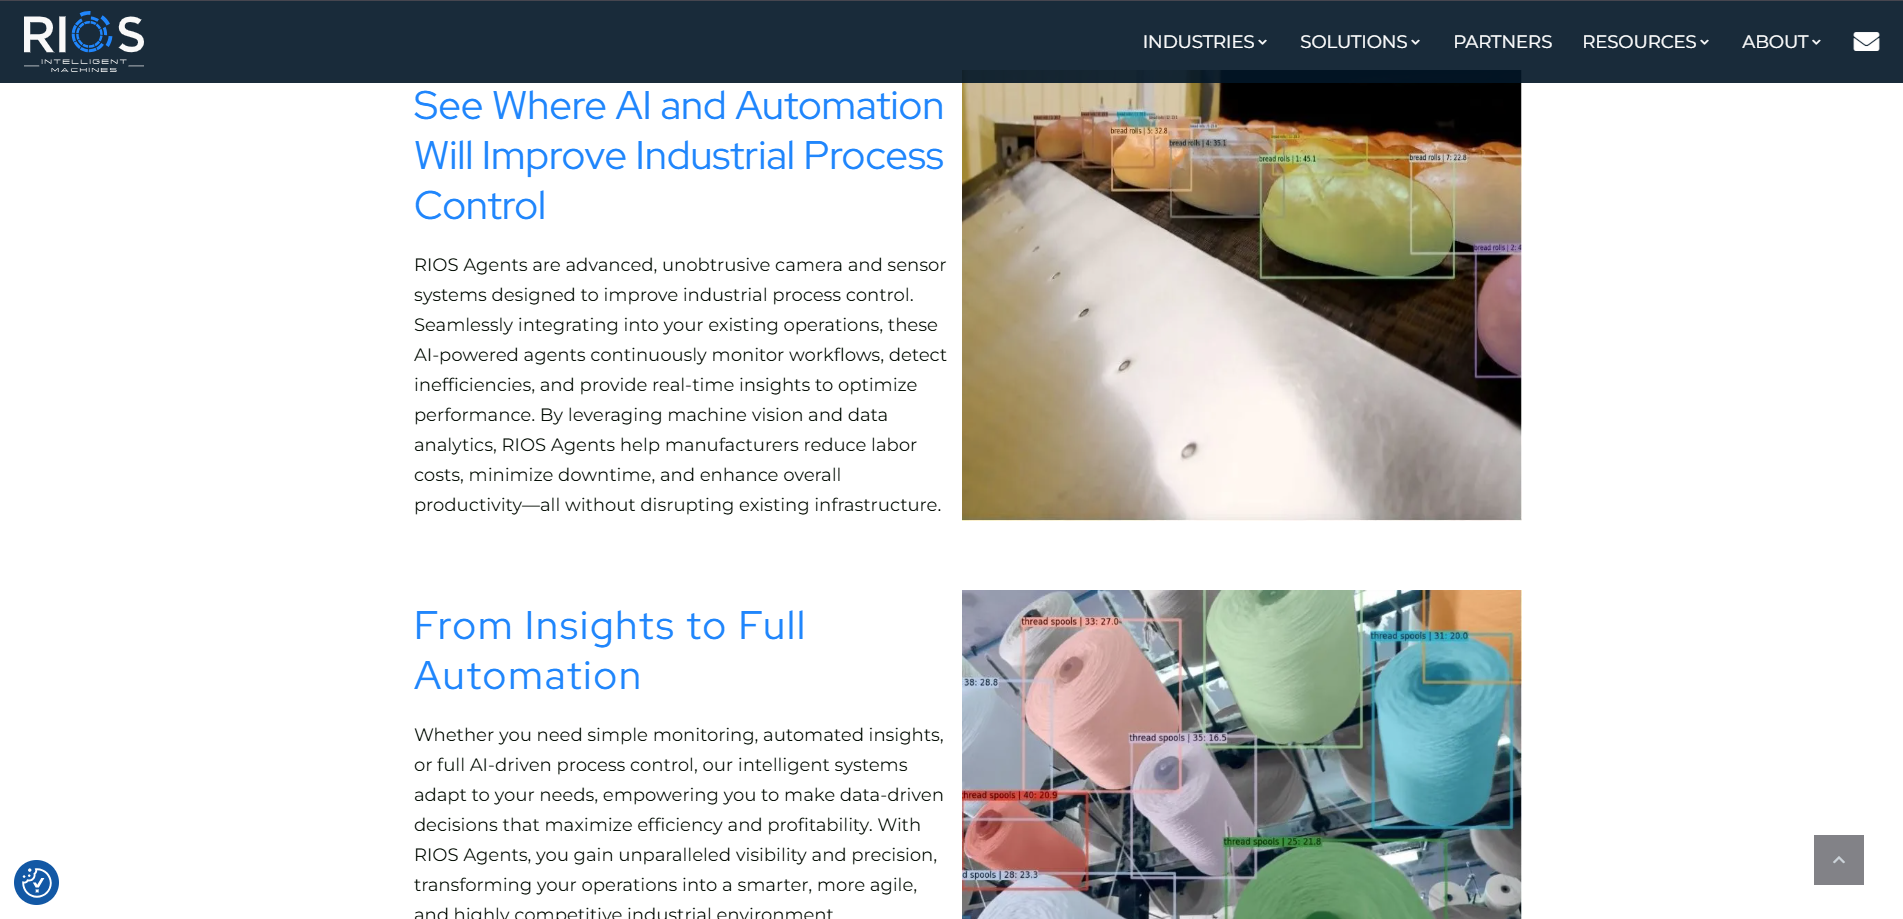 RIOS
INTELLIGENT
MACHINES
INDUSTRIES
SOLUTIONS
PARTNERS
RESOURCES
ABOUT
See Where AI and Automation
Will Improve Industrial Process
Control
RIOS Agents are advanced, unobtrusive camera and sensor
systems designed to improve industrial process control.
Seamlessly integrating into your existing operations, these
AI-powered agents continuously monitor workflows, detect
inefficiencies, and provide real-time insights to optimize
performance. By leveraging machine vision and data
analytics, RIOS Agents help manufacturers reduce labor
costs, minimize downtime, and enhance overall
productivity—all without disrupting existing infrastructure.
bread rolls | 5: 32.8
bread rolls | 4: 35.1
bread rolls | 1: 45.1
bread rolls | 7: 22.8
bread rolls | 2: 4
From Insights to Full
Automation
Whether you need simple monitoring, automated insights,
or full AI-driven process control, our intelligent systems
adapt to your needs, empowering you to make data-driven
decisions that maximize efficiency and profitability. With
RIOS Agents, you gain unparalleled visibility and precision,
transforming your operations into a smarter, more agile,
and highly competitive industrial environment
thread spools | 33: 27.0
thread spools | 31: 20.0
38: 28.8
thread spools | 35: 16.5
thread spools | 40: 20.9
thread spools | 25: 21.8
d spools | 28: 23.3